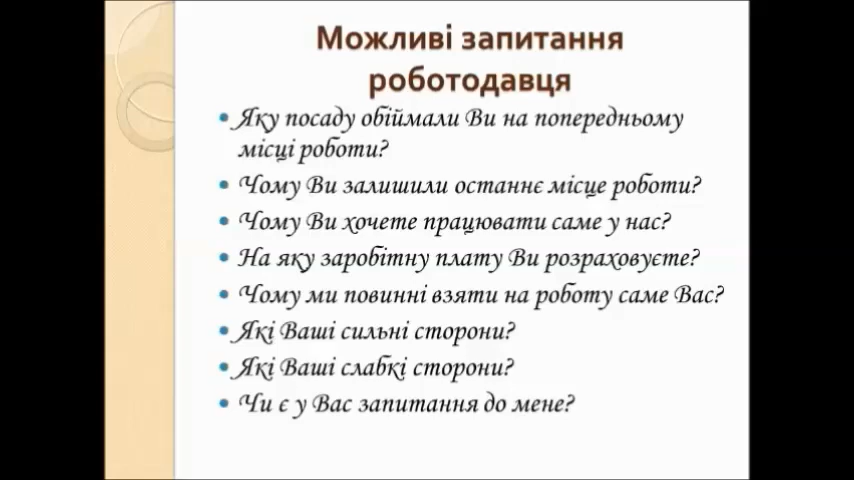 Можливі запитання
роботодавця
Яку посаду обіймали Ви на попередньому
місці роботи?
Чому Ви залишили останнє місце роботи?
Чому Ви хочете працювати саме у нас?
На яку заробітну плату Ви розраховуєте?
Чому ми повинні взяти на роботу саме Вас?
Які Ваші сильні сторони?
Які Ваші слабкі сторони?
Чи є у Вас запитання до мене?